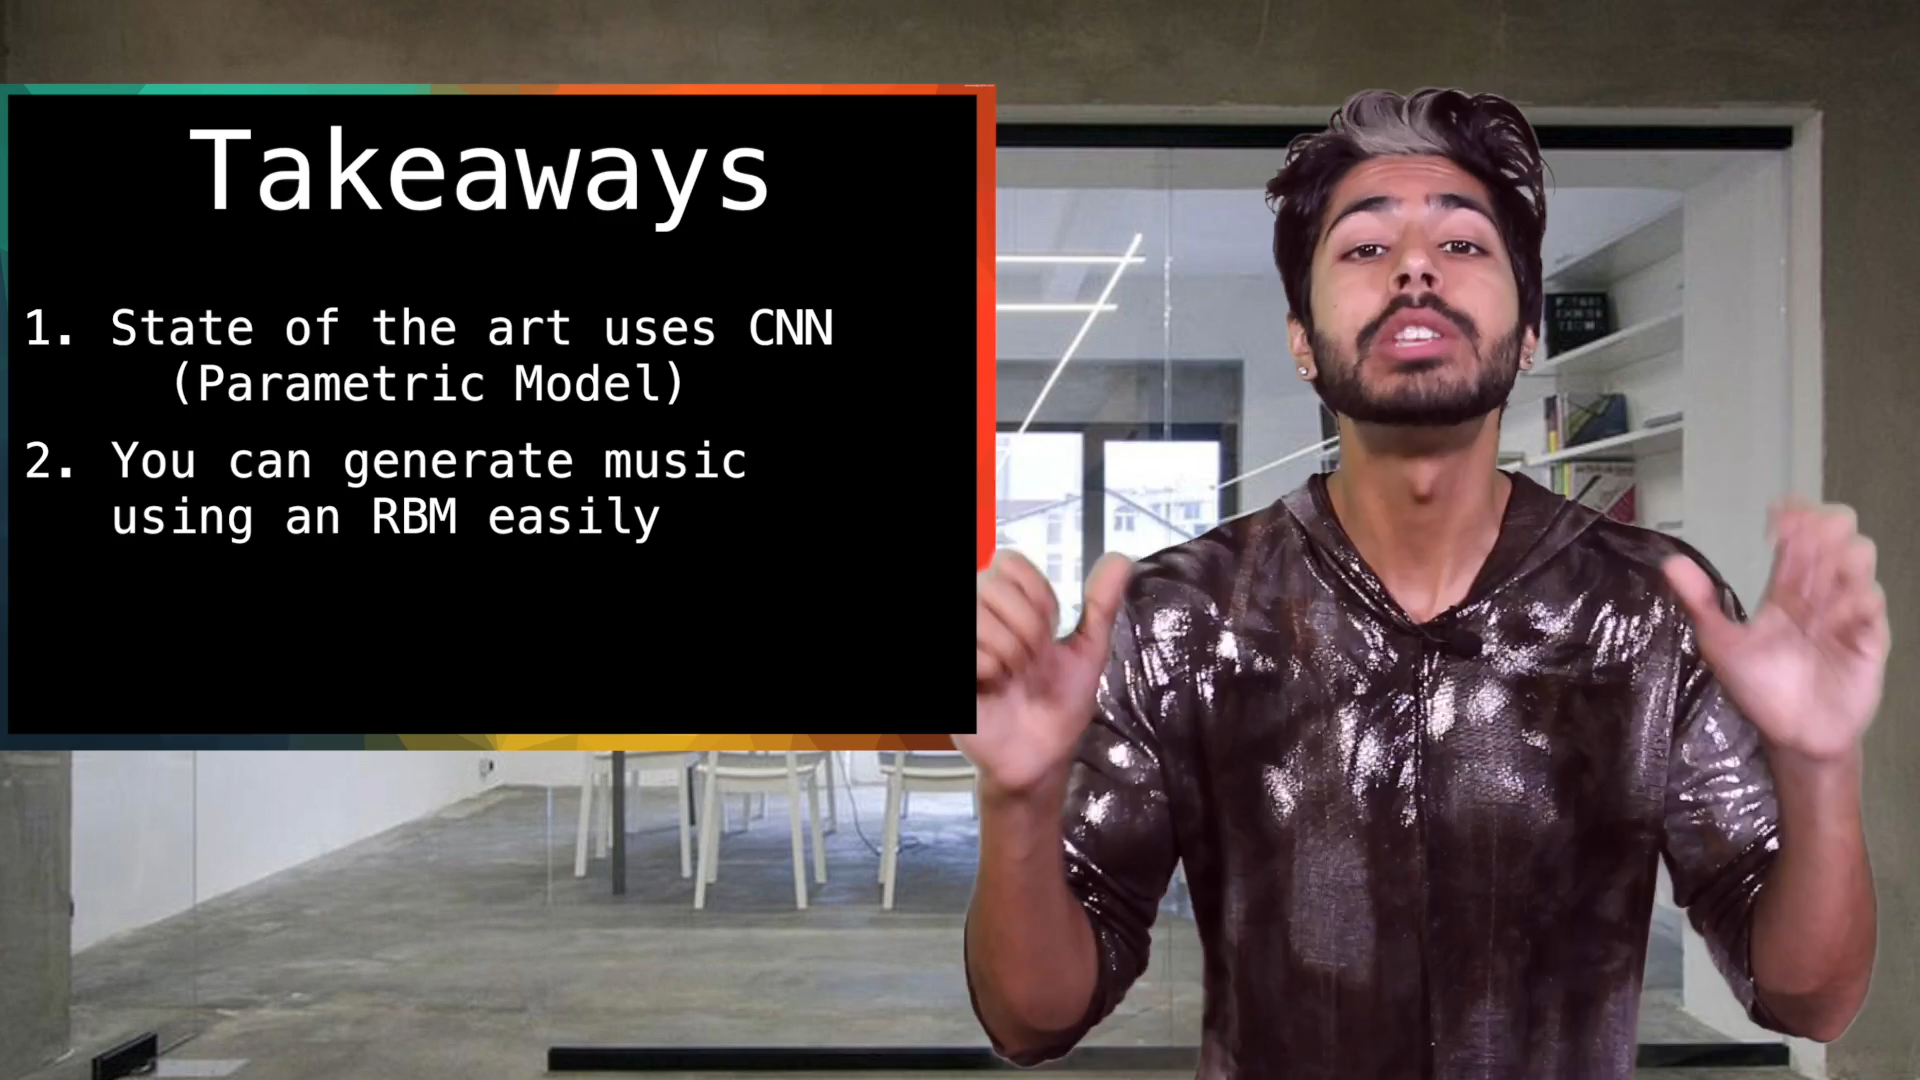 Takeaways
1. State of the art uses CNN
(Parametric Model)
2. You can generate music
using an RBM easily